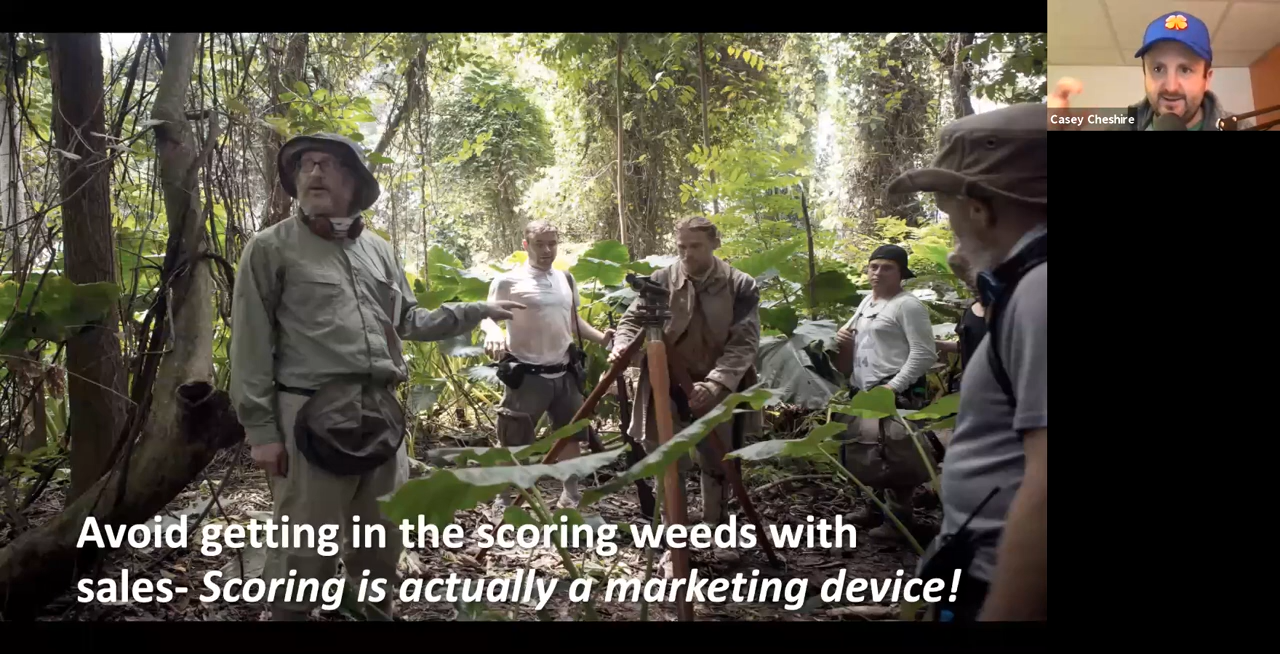 Casey Cheshire
Avoid getting in the scoring weeds with
sales- Scoring is actually a marketing device!